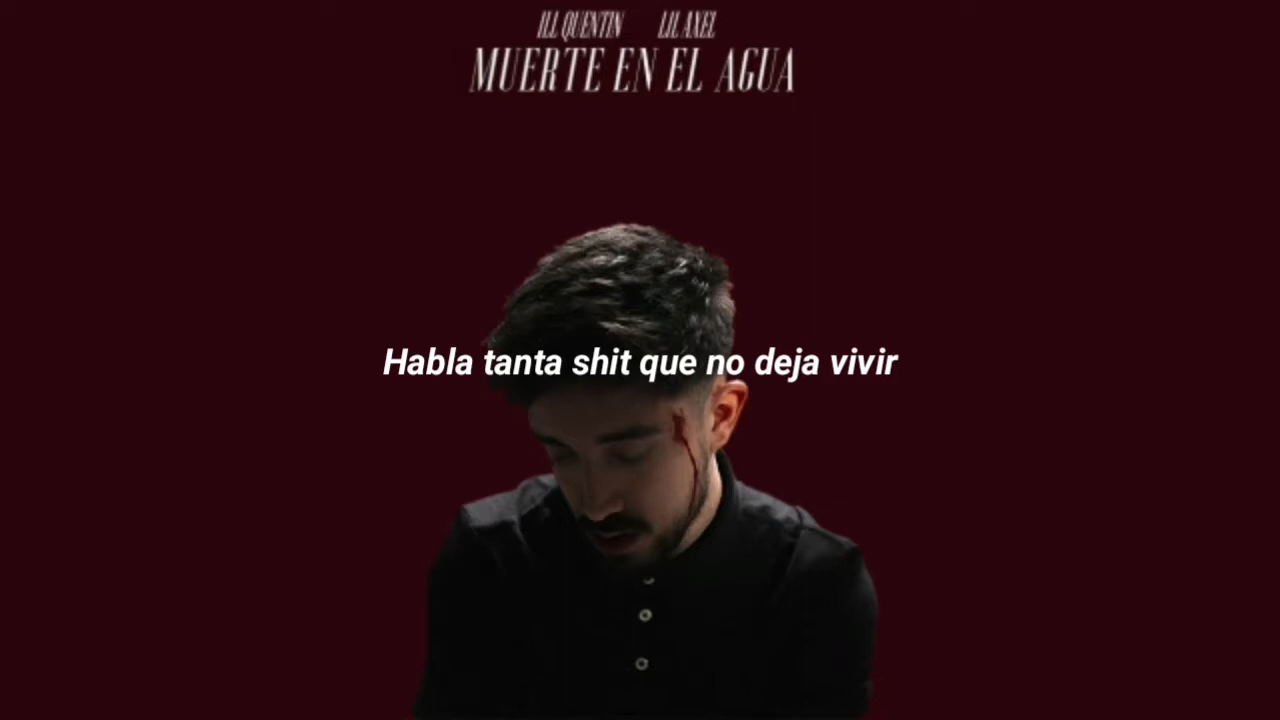 ILL QUENTIN LIL AXEL
MUERTE EN EL AGUA
Habla tanta shit que no deja vivir